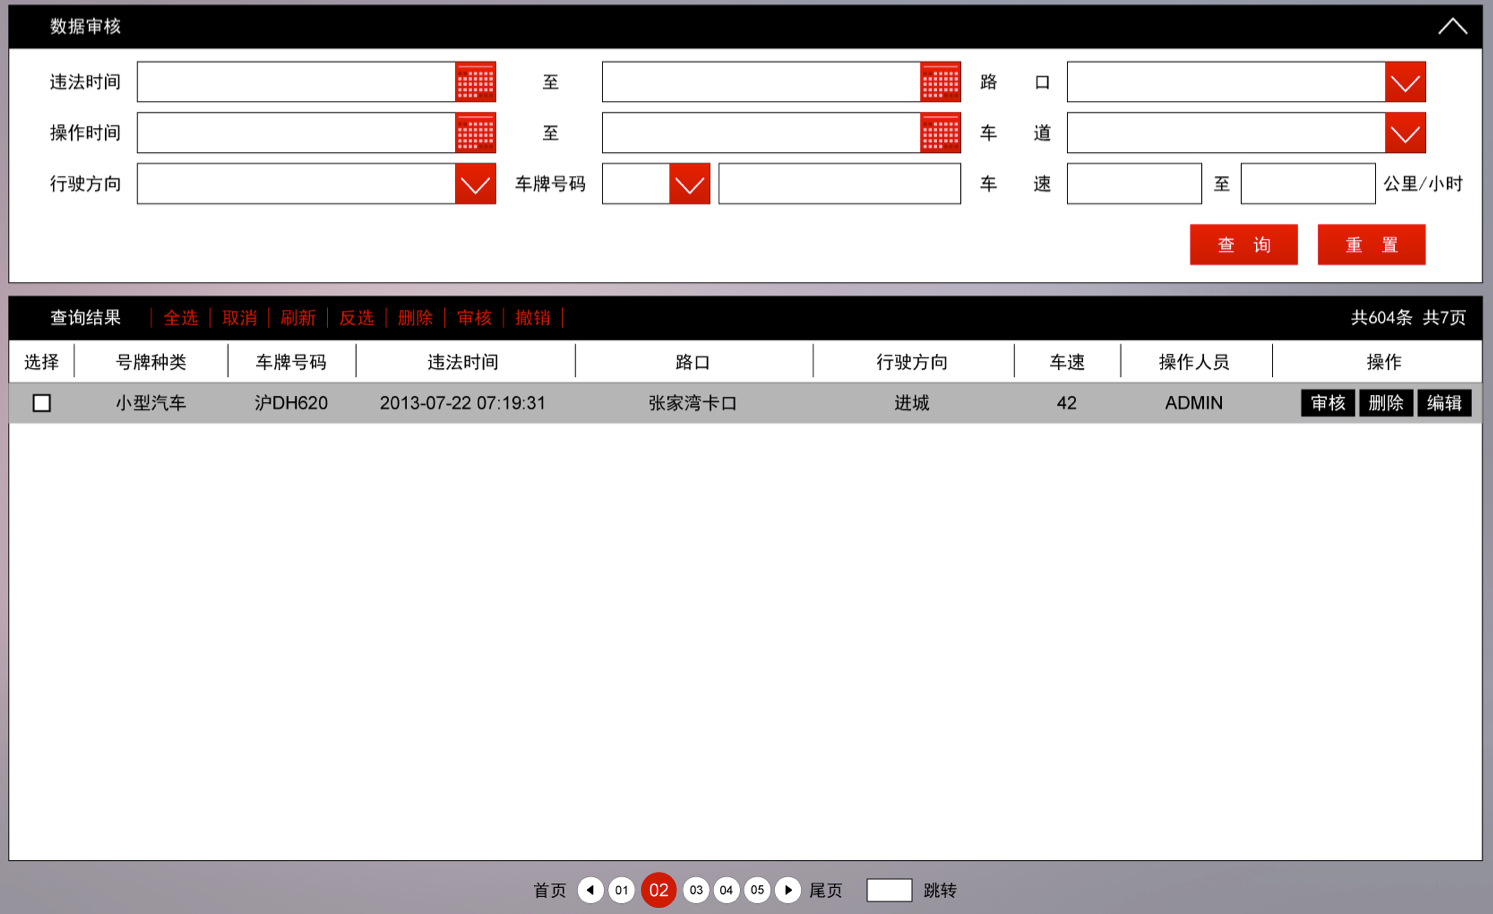 数据审核
违法时间 至 路 口
操作时间 至 车 道
行驶方向 车牌号码 车 速 至 公里/小时
查 询 重 置
查询结果 | 全选 | 取消 | 刷新 | 反选 | 删除 | 审核 | 撤销 | 共604条 共7页
选择 号牌种类 车牌号码 违法时间 路口 行驶方向 车速 操作人员 操作
小型汽车 沪DH620 2013-07-22 07:19:31 张家湾卡口 进城 42 ADMIN 审核 删除 编辑
首页 01 02 03 04 05 尾页 跳转